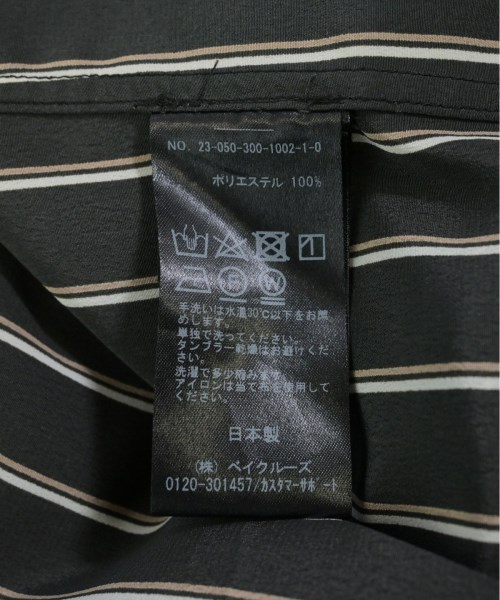 NO. 23-050-300-1002-1-0
ポリエステル 100%
手洗いは水温30℃以下をお薦
めします。
単独で洗ってください。
タンブラー乾燥はお避けくだ
さい。
洗濯で多少縮みます。
アイロンは当て布を使用して
ください。
日本製
(株) ベイクルーズ
0120-301457/カスタマーサポート